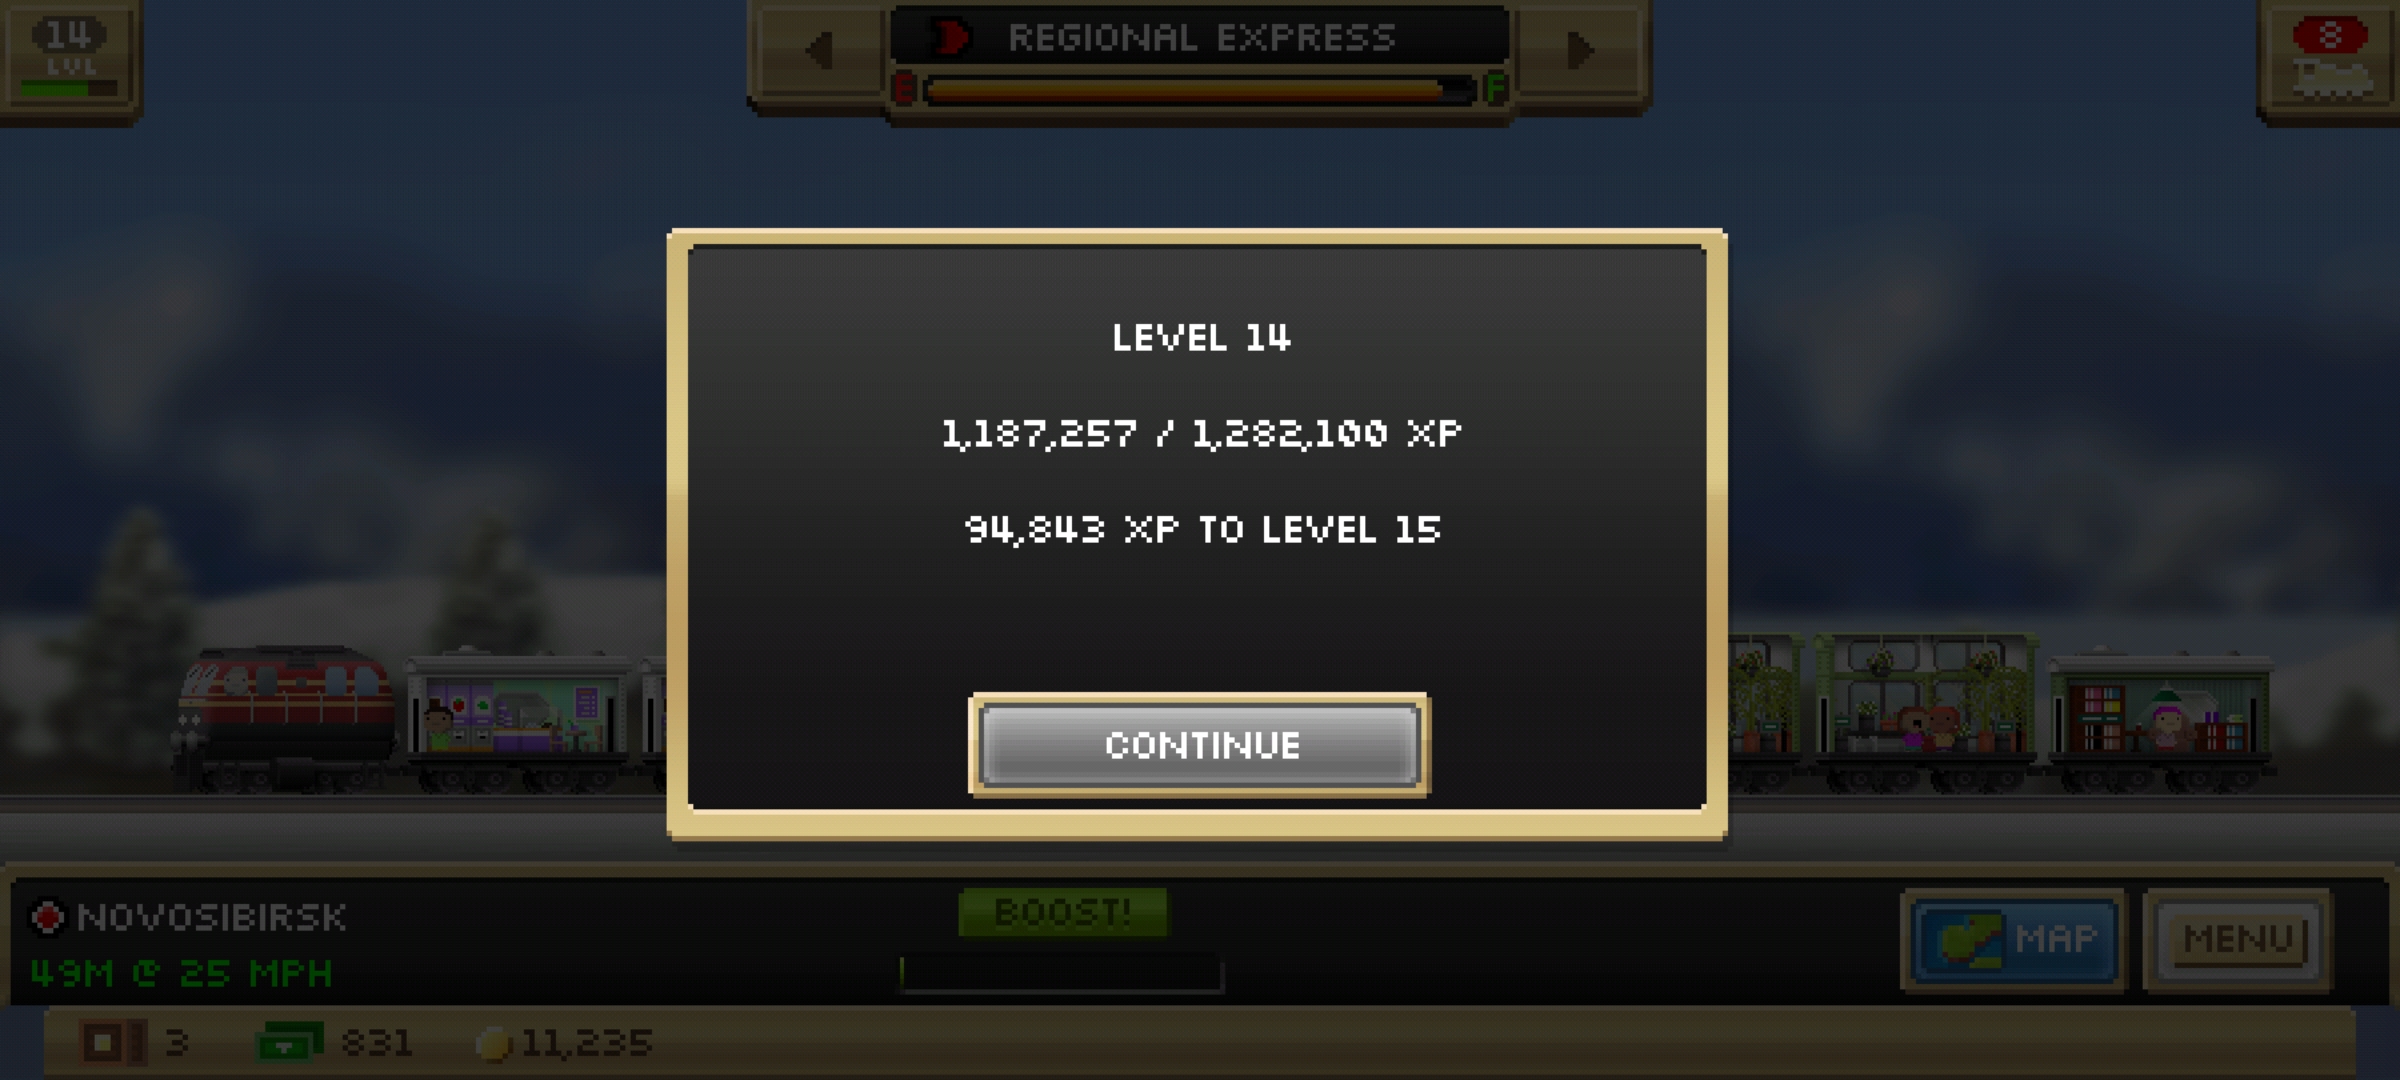 14
LVL
REGIONAL EXPRESS
E
F
8
LEVEL 14
1,187,257 / 1,282,100 XP
94,843 XP TO LEVEL 15
CONTINUE
NOVOSIBIRSK
49M @ 25 MPH
BOOST!
MAP
MENU
3
831
11,235